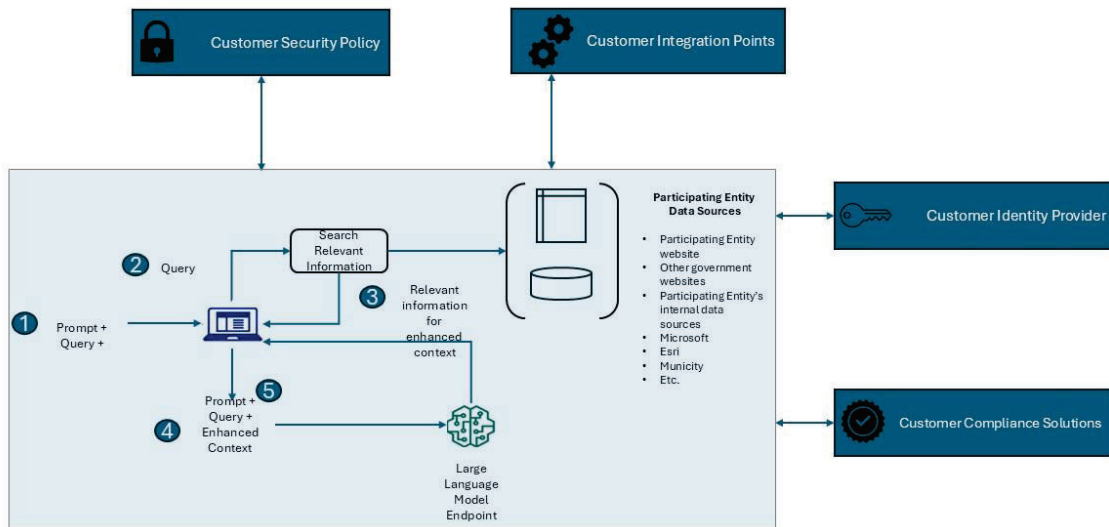 Customer Security Policy
Customer Integration Points
Participating Entity
Data Sources
• Participating Entity
website
• Other government
websites
• Participating Entity's
internal data
sources
• Microsoft
• Esri
• Municity
• Etc.
Customer Identity Provider
Search
Relevant
Information
2 Query
3 Relevant
information
for
enhanced
context
1 Prompt +
Query +
5
4 Prompt +
Query +
Enhanced
Context
Large
Language
Model
Endpoint
Customer Compliance Solutions